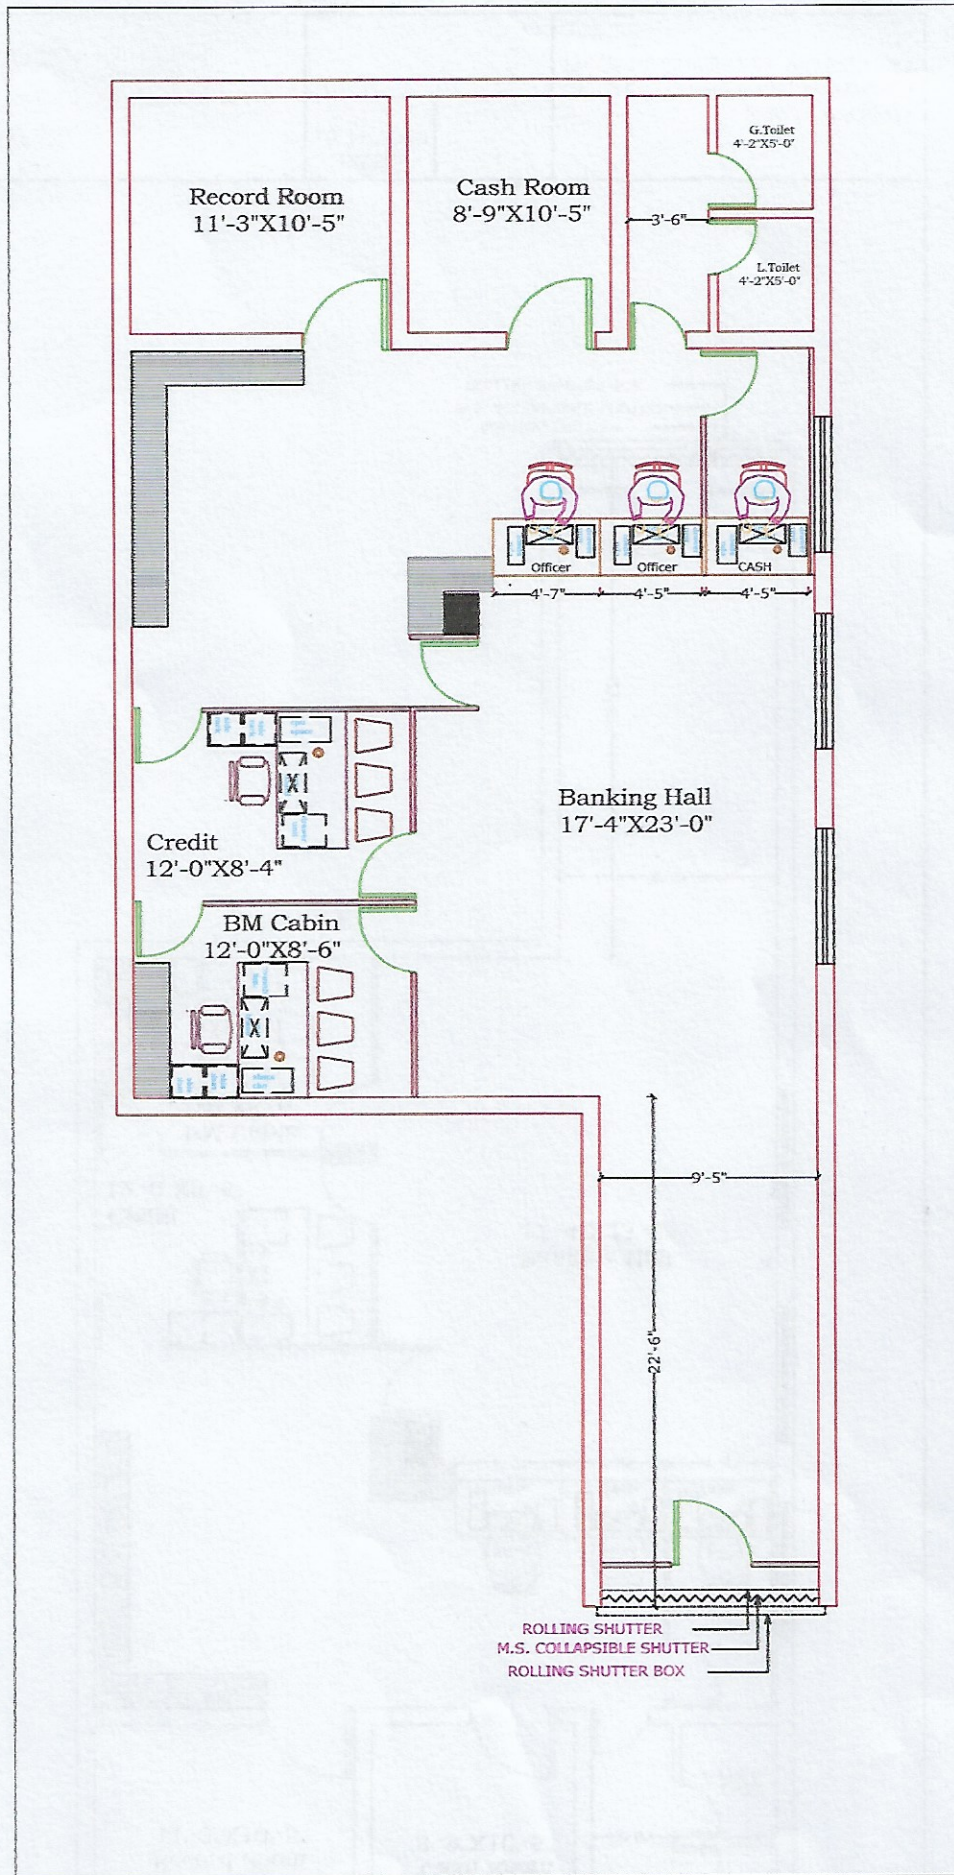 G.Toilet
4'-2"X5'-0"
Record Room
11'-3"X10'-5"
Cash Room
8'-9"X10'-5"
3'-6"
L.Toilet
4'-2"X5'-0"
Officer
Officer
CASH
4'-7"
4'-5"
4'-5"
Banking Hall
17'-4"X23'-0"
Credit
12'-0"X8'-4"
BM Cabin
12'-0"X8'-6"
9'-5"
22'-6"
ROLLING SHUTTER
M.S. COLLAPSIBLE SHUTTER
ROLLING SHUTTER BOX